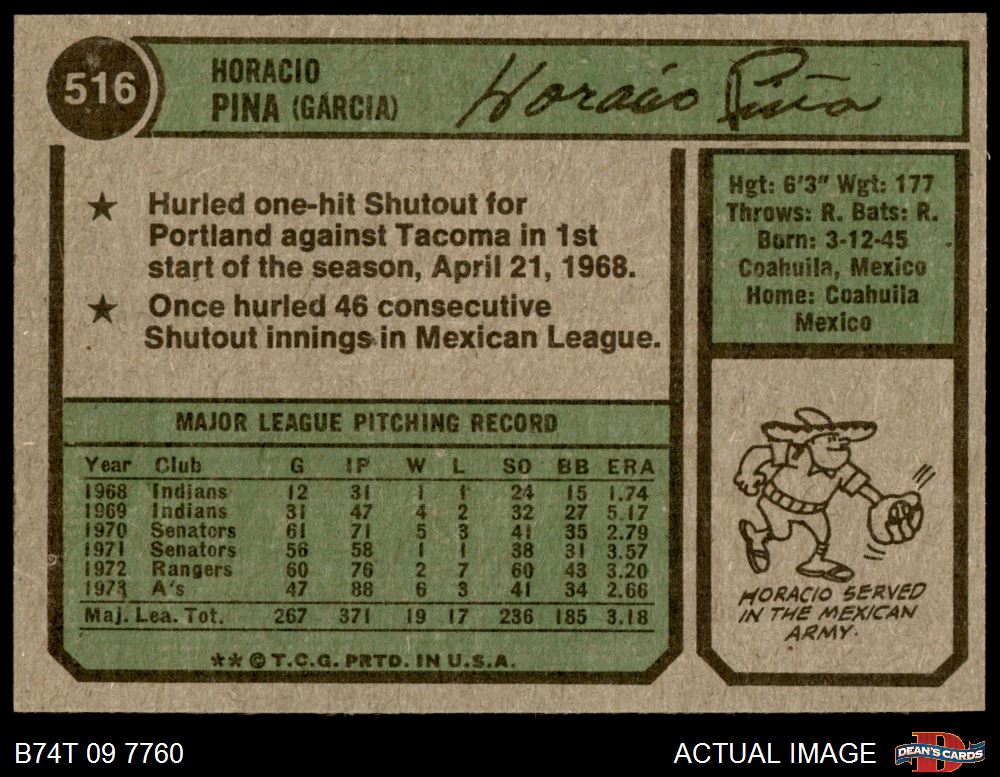 516
HORACIO
PINA (GARCIA)
Horacio Piña
★ Hurled one-hit Shutout for
Portland against Tacoma in 1st
start of the season, April 21, 1968.
★ Once hurled 46 consecutive
Shutout innings in Mexican League.
Hgt: 6'3" Wgt: 177
Throws: R. Bats: R.
Born: 3-12-45
Coahuila, Mexico
Home: Coahuila
Mexico
MAJOR LEAGUE PITCHING RECORD
Year Club G IP W L SO BB ERA
1968 Indians 12 31 1 1 24 15 1.74
1969 Indians 31 47 4 2 32 27 5.17
1970 Senators 61 71 5 3 41 35 2.79
1971 Senators 56 58 1 1 38 31 3.57
1972 Rangers 60 76 2 7 60 43 3.20
1973 A's 47 88 6 3 41 34 2.66
Maj. Lea. Tot. 267 371 19 17 236 185 3.18
** © T.C.G. PRTD. IN U.S.A.
HORACIO SERVED
IN THE MEXICAN
ARMY.
B74T 09 7760
ACTUAL IMAGE
D
DEAN'S CARDS